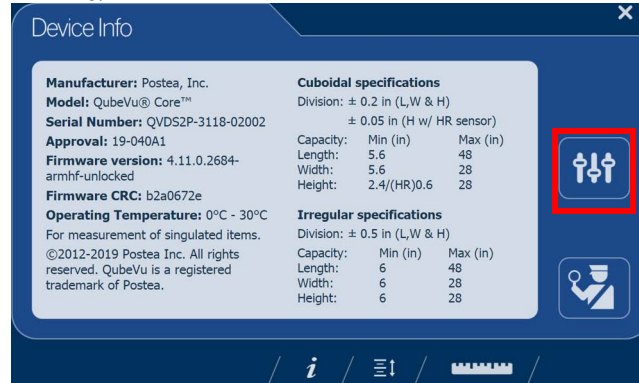 Device Info
Manufacturer: Postea, Inc.
Model: QubeVu® Core™
Serial Number: QVDS2P-3118-02002
Approval: 19-040A1
Firmware version: 4.11.0.2684-
armhf-unlocked
Firmware CRC: b2a0672e
Operating Temperature: 0°C - 30°C
For measurement of singulated items.
©2012-2019 Postea Inc. All rights
reserved. QubeVu is a registered
trademark of Postea.
Cuboidal specifications
Division: ± 0.2 in (L,W & H)
± 0.05 in (H w/ HR sensor)
Capacity: Min (in) Max (in)
Length: 5.6 48
Width: 5.6 28
Height: 2.4/(HR)0.6 28
Irregular specifications
Division: ± 0.5 in (L,W & H)
Capacity: Min (in) Max (in)
Length: 6 48
Width: 6 28
Height: 6 28